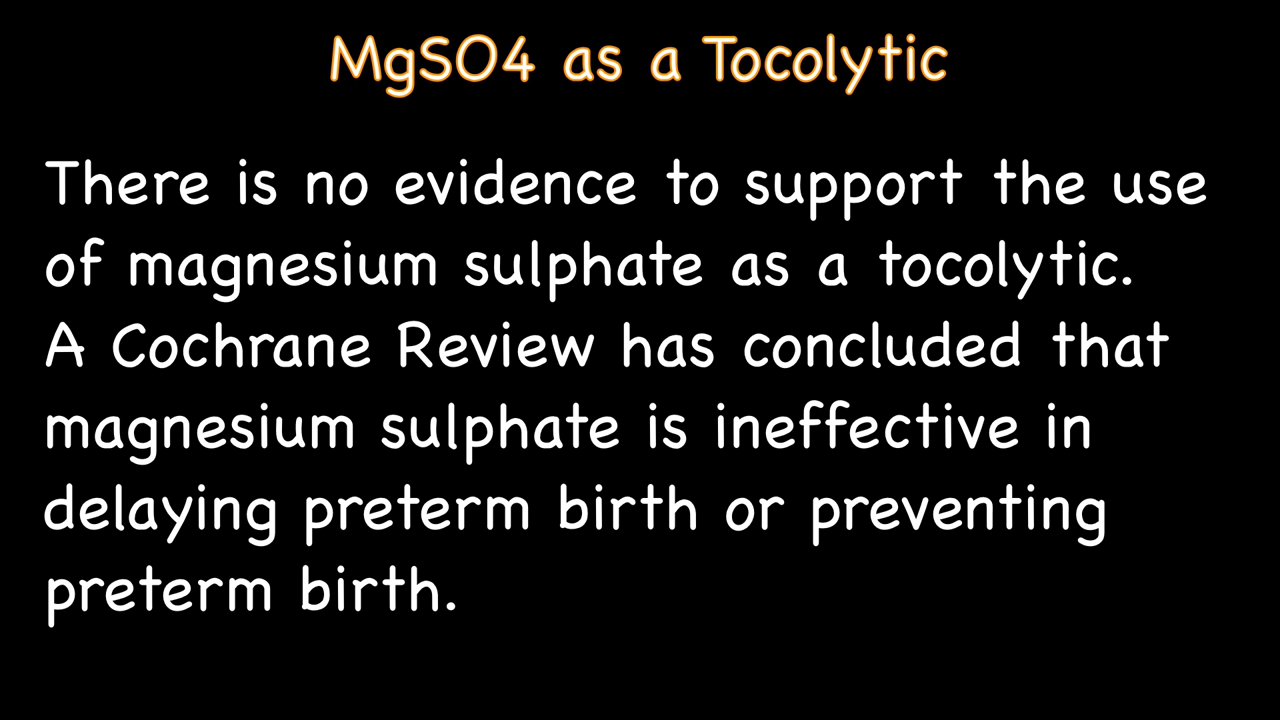 MgSO4 as a Tocolytic
There is no evidence to support the use
of magnesium sulphate as a tocolytic.
A Cochrane Review has concluded that
magnesium sulphate is ineffective in
delaying preterm birth or preventing
preterm birth.